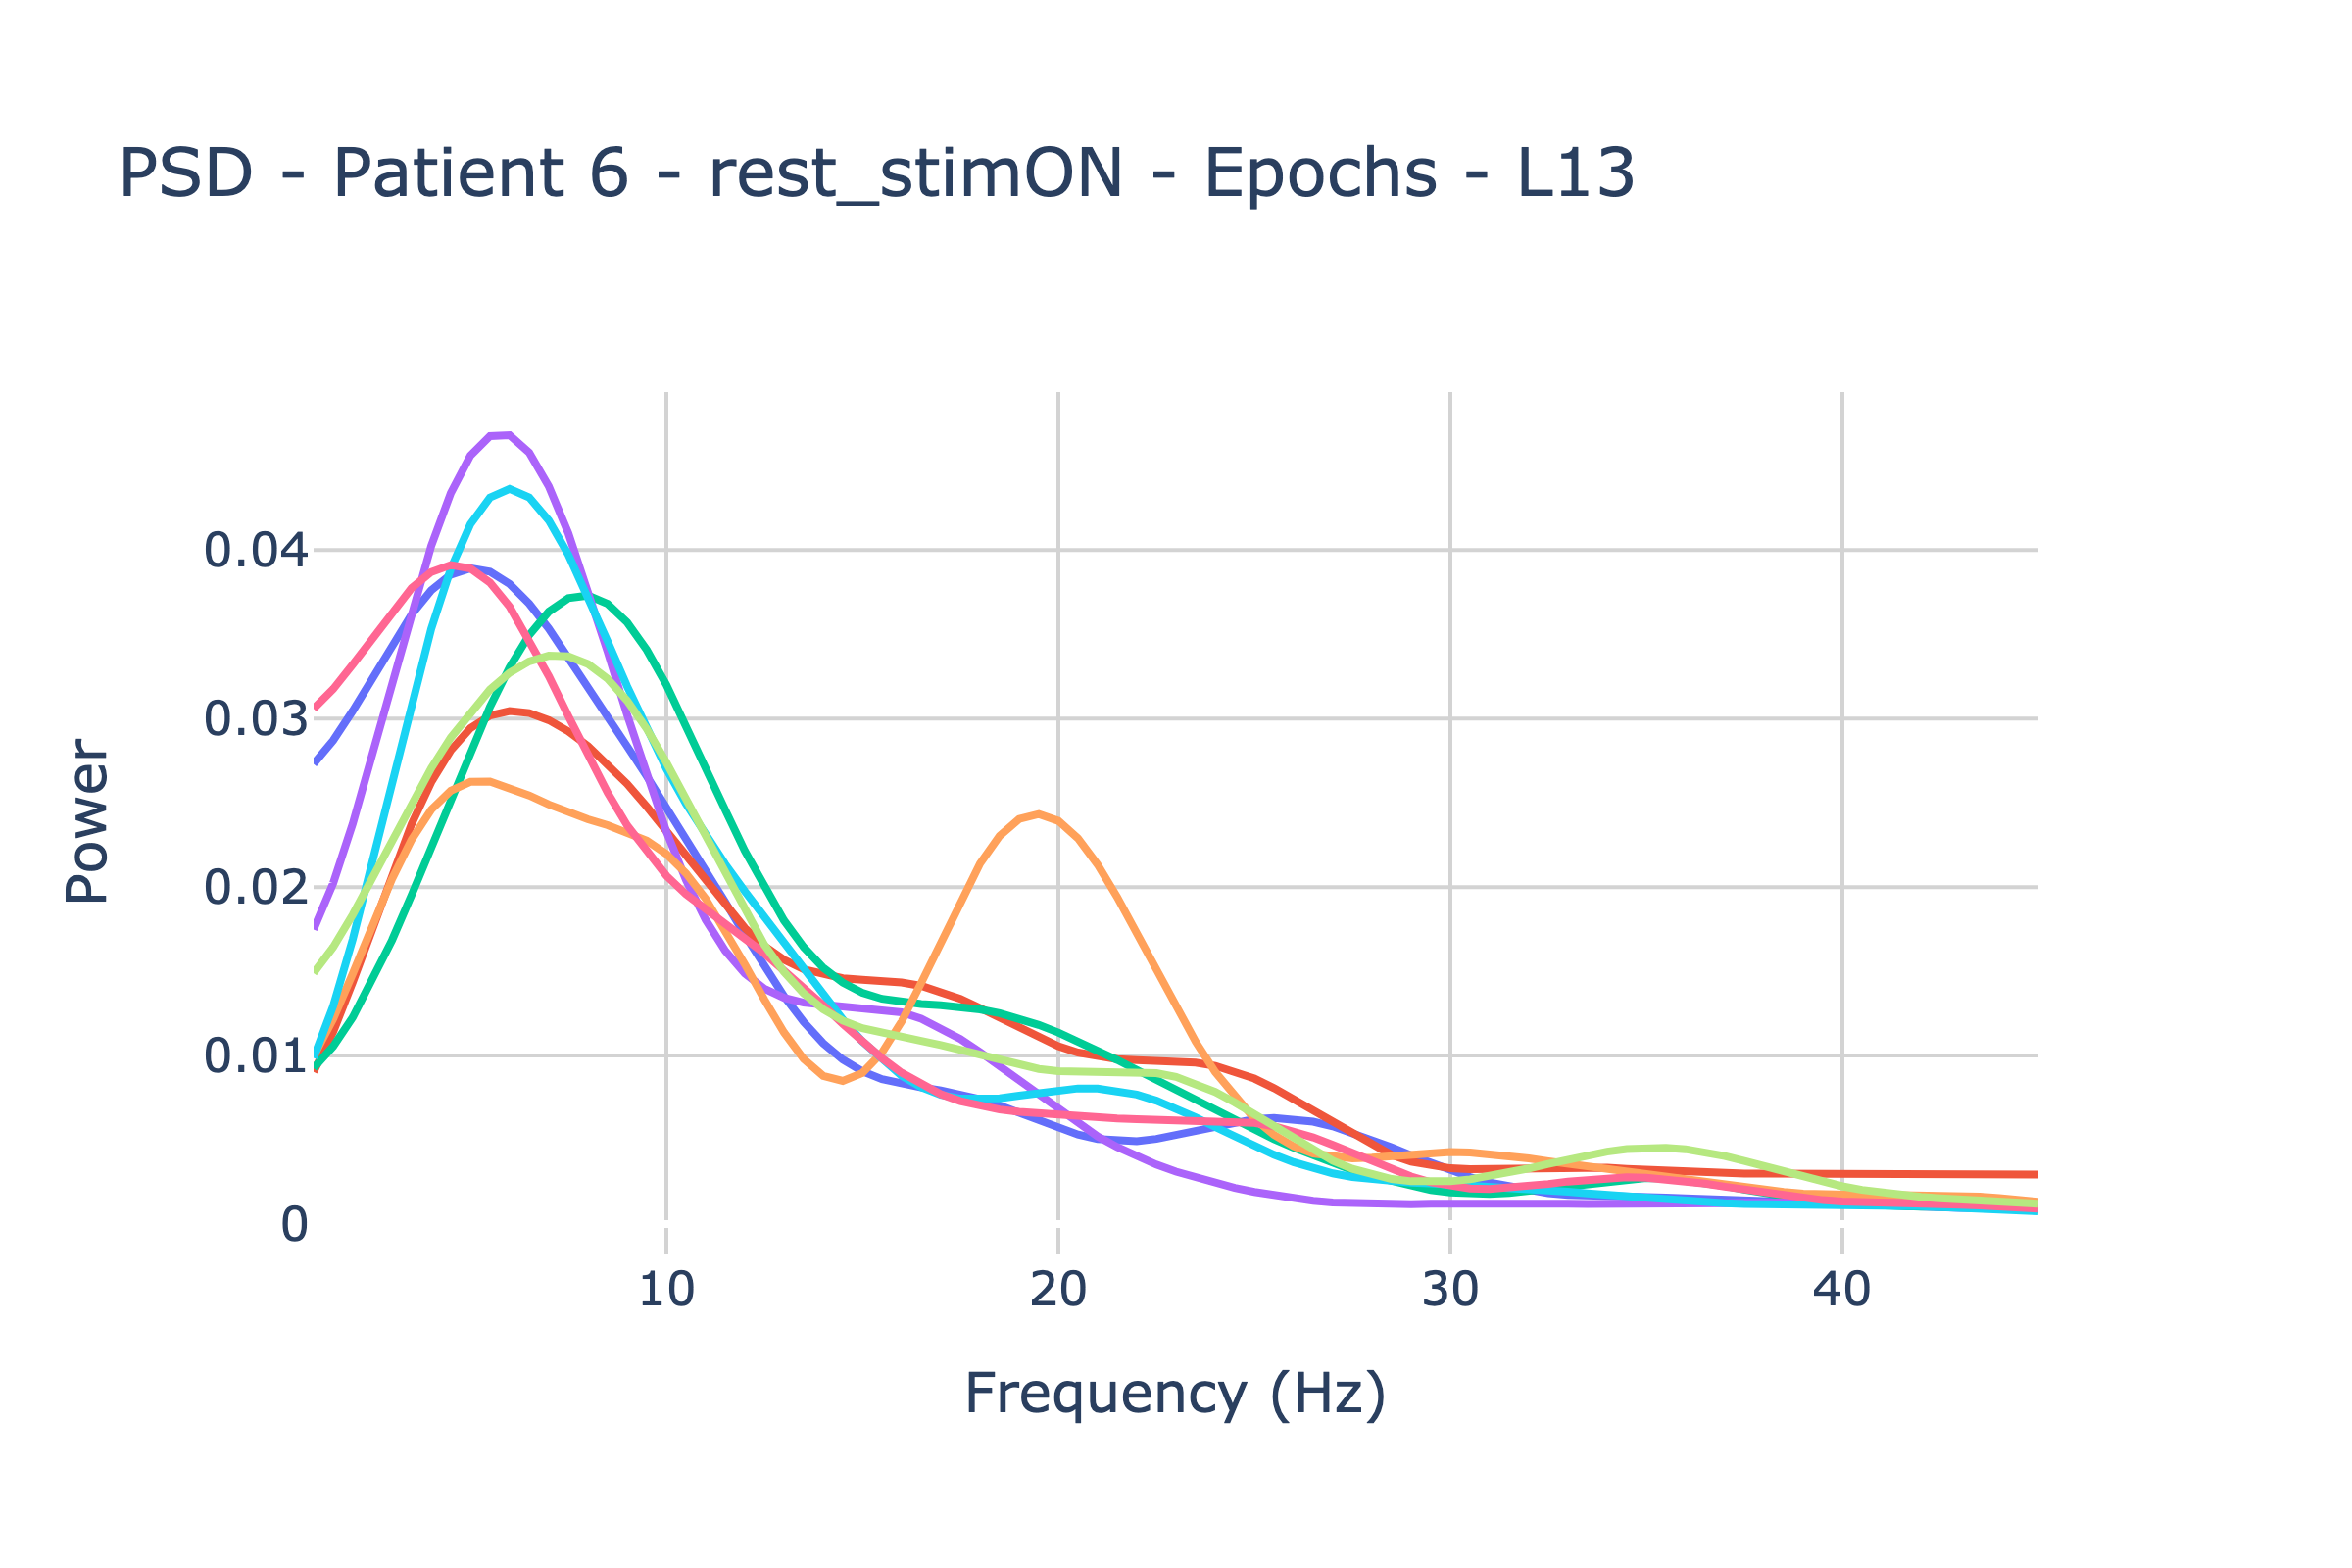 PSD - Patient 6 - rest_stimON - Epochs - L13
Power
0.04
0.03
0.02
0.01
0
10 20 30 40
Frequency (Hz)